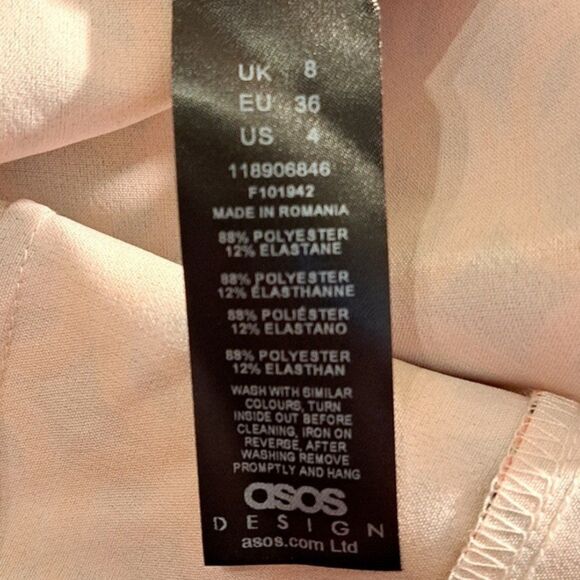 UK 8
EU 36
US 4
118906846
F101942
MADE IN ROMANIA
88% POLYESTER
12% ELASTANE
88% POLYESTER
12% ELASTHANNE
88% POLIÉSTER
12% ELASTANO
88% POLYESTER
12% ELASTHAN
WASH WITH SIMILAR
COLOURS, TURN
INSIDE OUT BEFORE
CLEANING, IRON ON
REVERSE, AFTER
WASHING REMOVE
PROMPTLY AND HANG
asos
DESIGN
asos.com Ltd